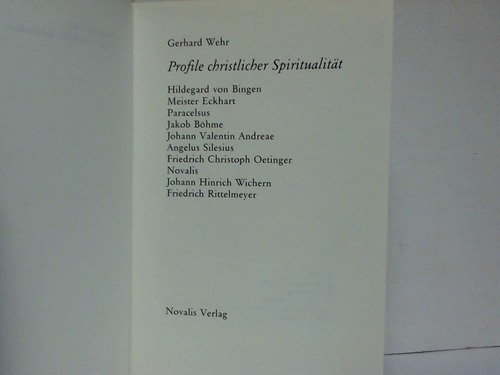 Gerhard Wehr
Profile christlicher Spiritualität
Hildegard von Bingen
Meister Eckhart
Paracelsus
Jakob Böhme
Johann Valentin Andreae
Angelus Silesius
Friedrich Christoph Oetinger
Novalis
Johann Hinrich Wichern
Friedrich Rittelmeyer
Novalis Verlag